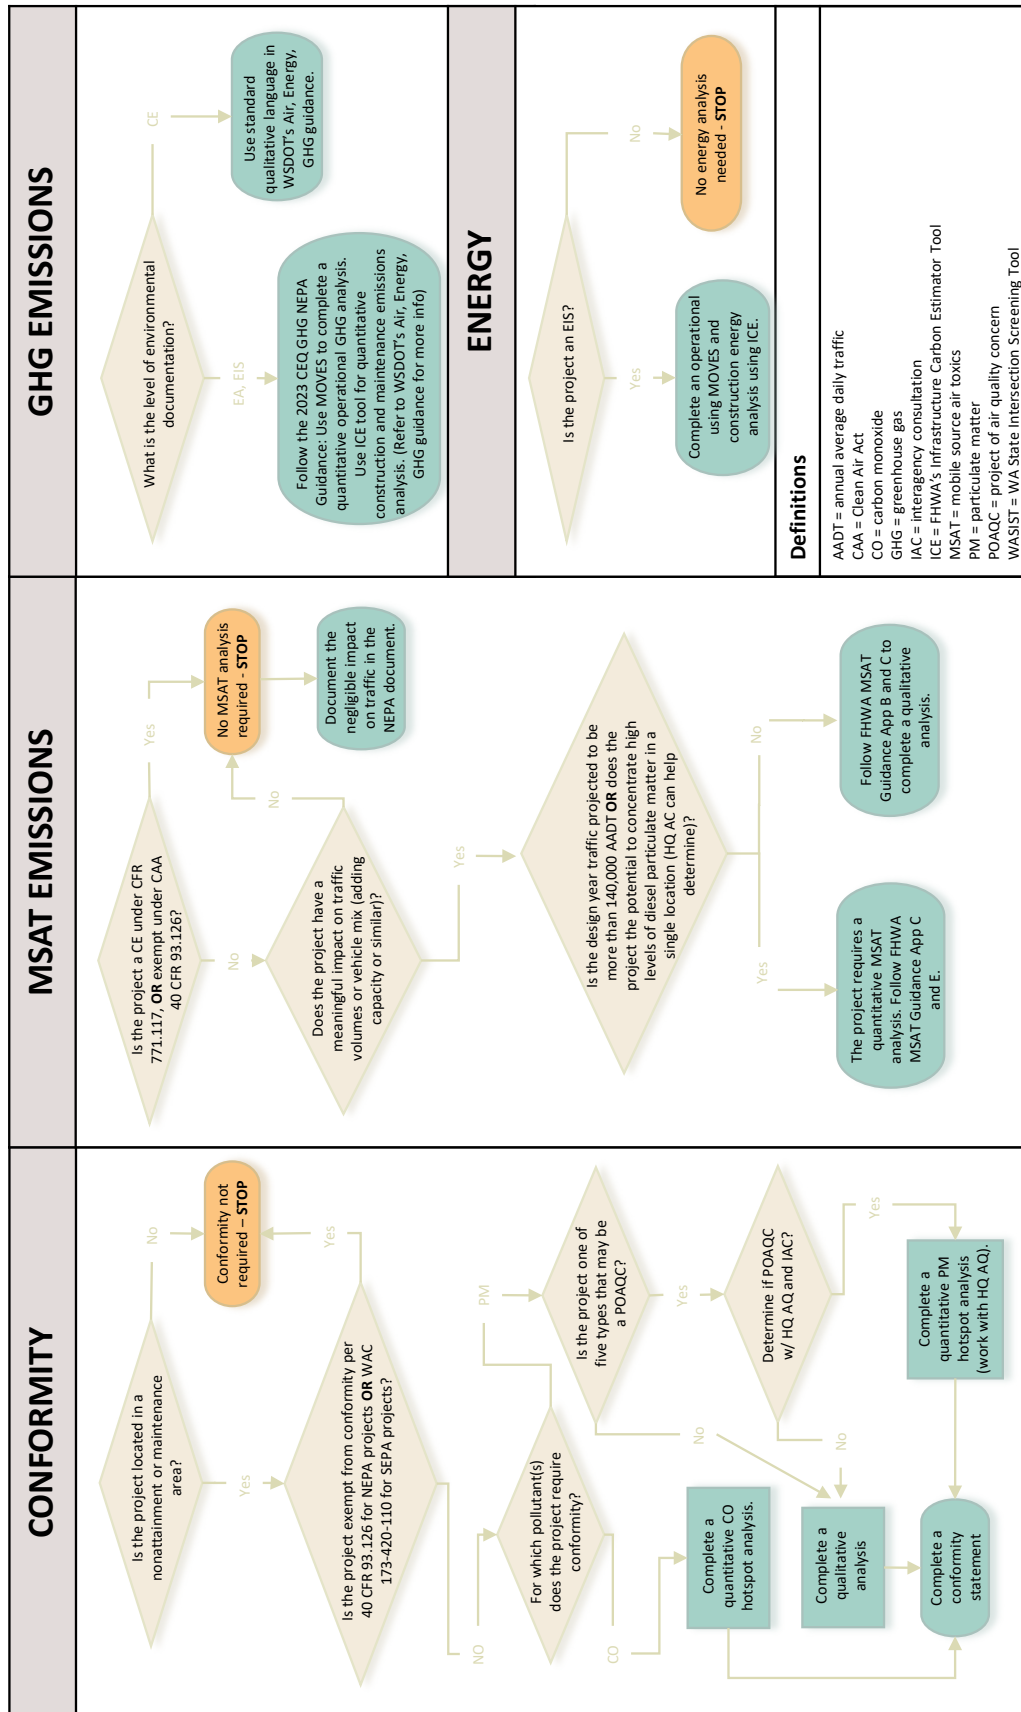 CONFORMITY
Is the project located in a
nonattainment or maintenance
area?
No
Conformity not
required – STOP
Yes
Yes
Is the project exempt from conformity per
40 CFR 93.126 for NEPA projects OR WAC
173-420-110 for SEPA projects?
NO
For which pollutant(s)
does the project require
conformity?
PM
Is the project one of
five types that may be
a POAQC?
CO
No
Yes
Determine if POAQC
w/ HQ AQ and IAC?
No
Yes
Complete a
quantitative CO
hotspot analysis.
Complete a
qualitative
analysis
Complete a
quantitative PM
hotspot analysis
(work with HQ AQ).
Complete a
conformity
statement
MSAT EMISSIONS
Is the project a CE under CFR
771.117, OR exempt under CAA
40 CFR 93.126?
Yes
No MSAT analysis
required - STOP
Document the
negligible impact
on traffic in the
NEPA document.
No
No
Does the project have a
meaningful impact on traffic
volumes or vehicle mix (adding
capacity or similar)?
Yes
Is the design year traffic projected to be
more than 140,000 AADT OR does the
project the potential to concentrate high
levels of diesel particulate matter in a
single location (HQ AC can help
determine)?
Yes
No
The project requires a
quantitative MSAT
analysis. Follow FHWA
MSAT Guidance App C
and E.
Follow FHWA MSAT
Guidance App B and C to
complete a qualitative
analysis.
GHG EMISSIONS
What is the level of environmental
documentation?
CE
EA, EIS
Use standard
qualitative language in
WSDOT's Air, Energy,
GHG guidance.
Follow the 2023 CEQ GHG NEPA
Guidance: Use MOVES to complete a
quantitative operational GHG analysis.
Use ICE tool for quantitative
construction and maintenance emissions
analysis. (Refer to WSDOT's Air, Energy,
GHG guidance for more info)
ENERGY
Is the project an EIS?
Yes
No
Complete an operational
using MOVES and
construction energy
analysis using ICE.
No energy analysis
needed - STOP
Definitions
AADT = annual average daily traffic
CAA = Clean Air Act
CO = carbon monoxide
GHG = greenhouse gas
IAC = interagency consultation
ICE = FHWA's Infrastructure Carbon Estimator Tool
MSAT = mobile source air toxics
PM = particulate matter
POAQC = project of air quality concern
WASIST = WA State Intersection Screening Tool